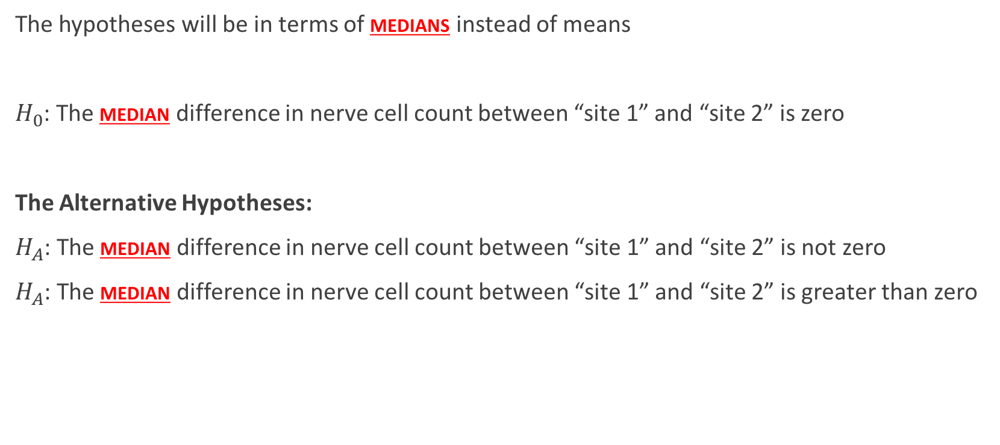 The hypotheses will be in terms of MEDIANS instead of means
H₀: The MEDIAN difference in nerve cell count between “site 1” and “site 2” is zero
The Alternative Hypotheses:
H_A: The MEDIAN difference in nerve cell count between “site 1” and “site 2” is not zero
H_A: The MEDIAN difference in nerve cell count between “site 1” and “site 2” is greater than zero